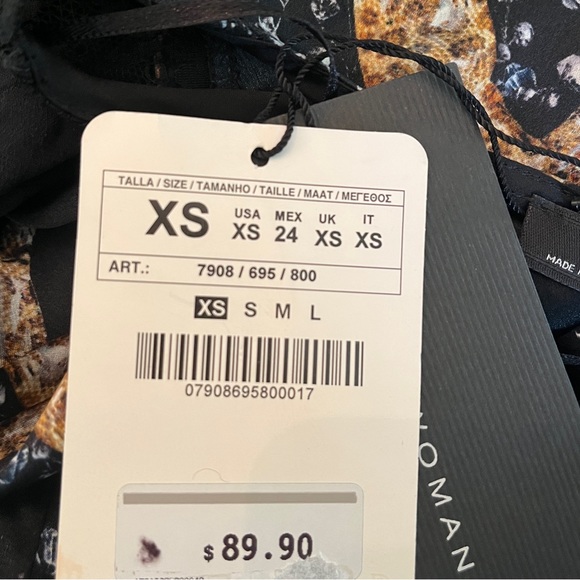 TALLA / SIZE / TAMANHO / TAILLE / MAAT / ΜΕΓΕΘΟΣ
XS USA XS MEX 24 UK XS IT XS
ART.: 7908 / 695 / 800
XS S M L
07908695800017
$ 89.90
WOMAN
MADE